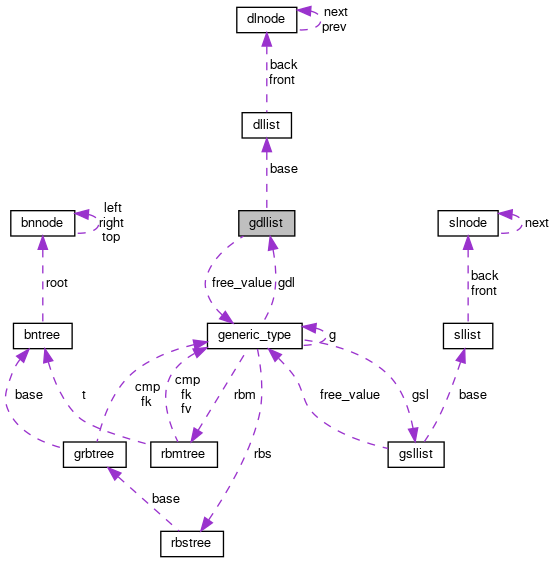 dlnode
next
prev
back
front
dllist
base
bnnode
left
right
top
gdllist
slnode
next
root
free_value
gdl
back
front
bntree
generic_type
g
sllist
base
t
cmp
fk
cmp
fk
fv
rbm
free_value
gsl
base
grbtree
rbmtree
rbs
gsllist
base
rbstree